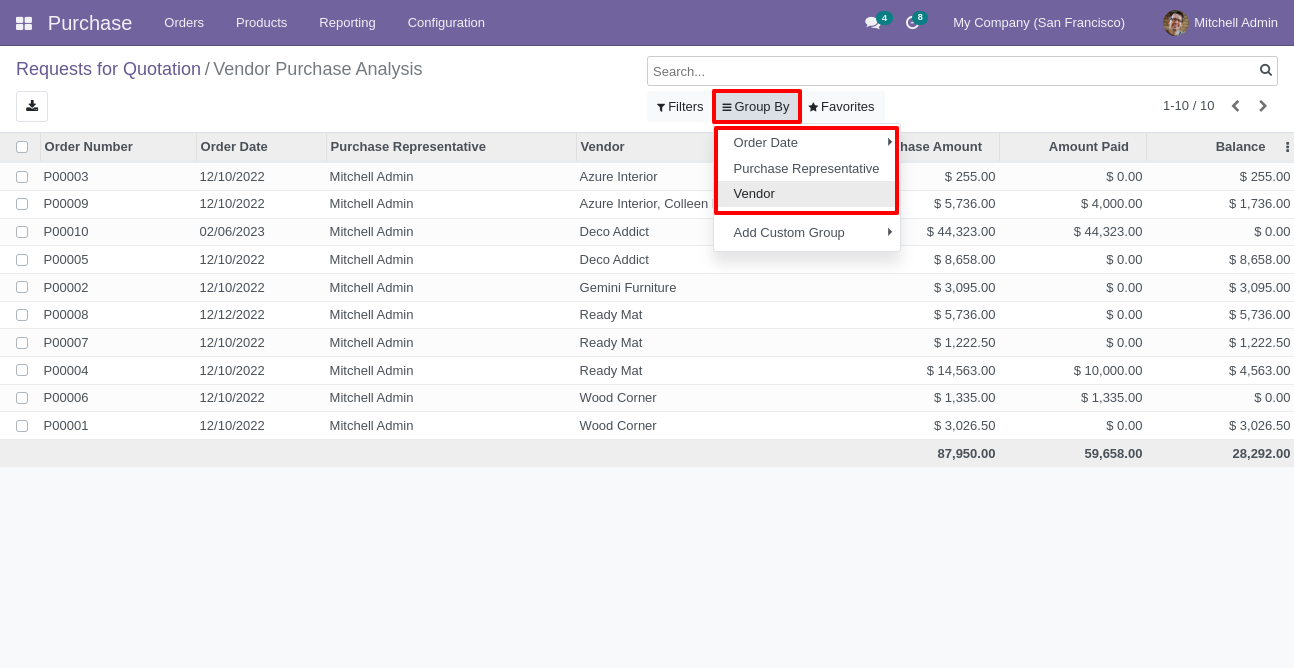 Purchase Orders Products Reporting Configuration 4 8 My Company (San Francisco) Mitchell Admin
Requests for Quotation / Vendor Purchase Analysis
Search...
Filters Group By Favorites 1-10 / 10
Order Number Order Date Purchase Representative Vendor hase Amount Amount Paid Balance
Order Date
Purchase Representative
Vendor
Add Custom Group
P00003 12/10/2022 Mitchell Admin Azure Interior $ 255.00 $ 0.00 $ 255.00
P00009 12/10/2022 Mitchell Admin Azure Interior, Colleen $ 5,736.00 $ 4,000.00 $ 1,736.00
P00010 02/06/2023 Mitchell Admin Deco Addict $ 44,323.00 $ 44,323.00 $ 0.00
P00005 12/10/2022 Mitchell Admin Deco Addict $ 8,658.00 $ 0.00 $ 8,658.00
P00002 12/10/2022 Mitchell Admin Gemini Furniture $ 3,095.00 $ 0.00 $ 3,095.00
P00008 12/12/2022 Mitchell Admin Ready Mat $ 5,736.00 $ 0.00 $ 5,736.00
P00007 12/10/2022 Mitchell Admin Ready Mat $ 1,222.50 $ 0.00 $ 1,222.50
P00004 12/10/2022 Mitchell Admin Ready Mat $ 14,563.00 $ 10,000.00 $ 4,563.00
P00006 12/10/2022 Mitchell Admin Wood Corner $ 1,335.00 $ 1,335.00 $ 0.00
P00001 12/10/2022 Mitchell Admin Wood Corner $ 3,026.50 $ 0.00 $ 3,026.50
87,950.00 59,658.00 28,292.00